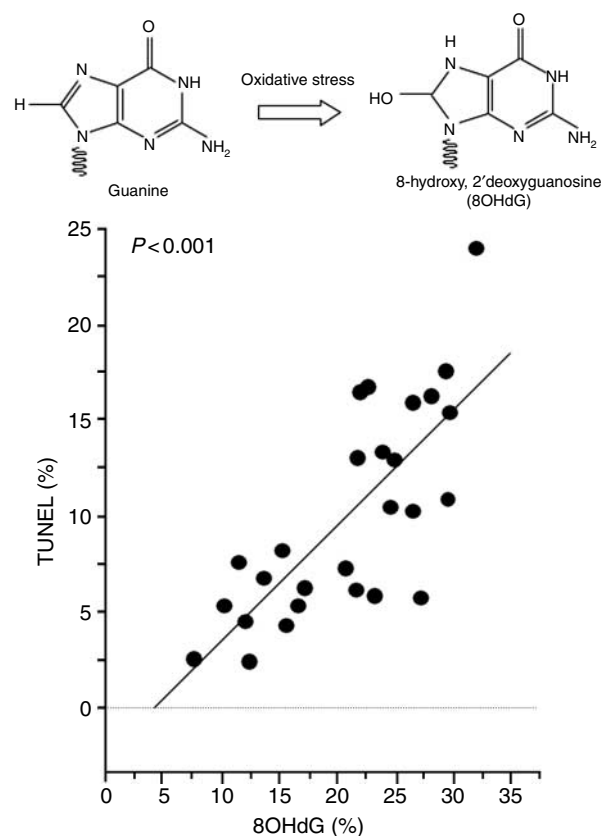 O
N
NH
H
N
N
NH₂
Guanine
Oxidative stress
H
N
O
NH
HO
N
N
NH₂
8-hydroxy, 2′deoxyguanosine
(8OHdG)
P < 0.001
25
20
15
10
5
0
TUNEL (%)
0 5 10 15 20 25 30 35
8OHdG (%)